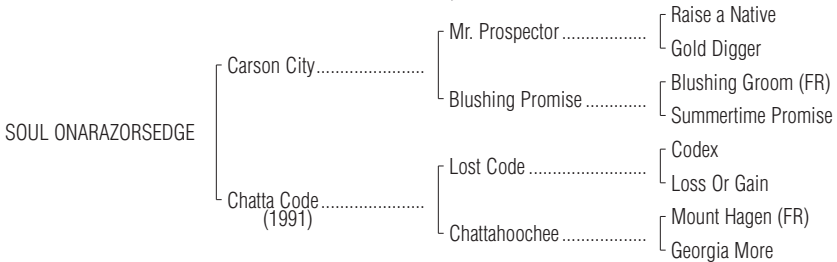 Raise a Native
Mr. Prospector
Gold Digger
Carson City
Blushing Groom (FR)
Blushing Promise
Summertime Promise
SOUL ONARAZORSEDGE
Codex
Lost Code
Loss Or Gain
Chatta Code
(1991)
Mount Hagen (FR)
Chattahoochee
Georgia More